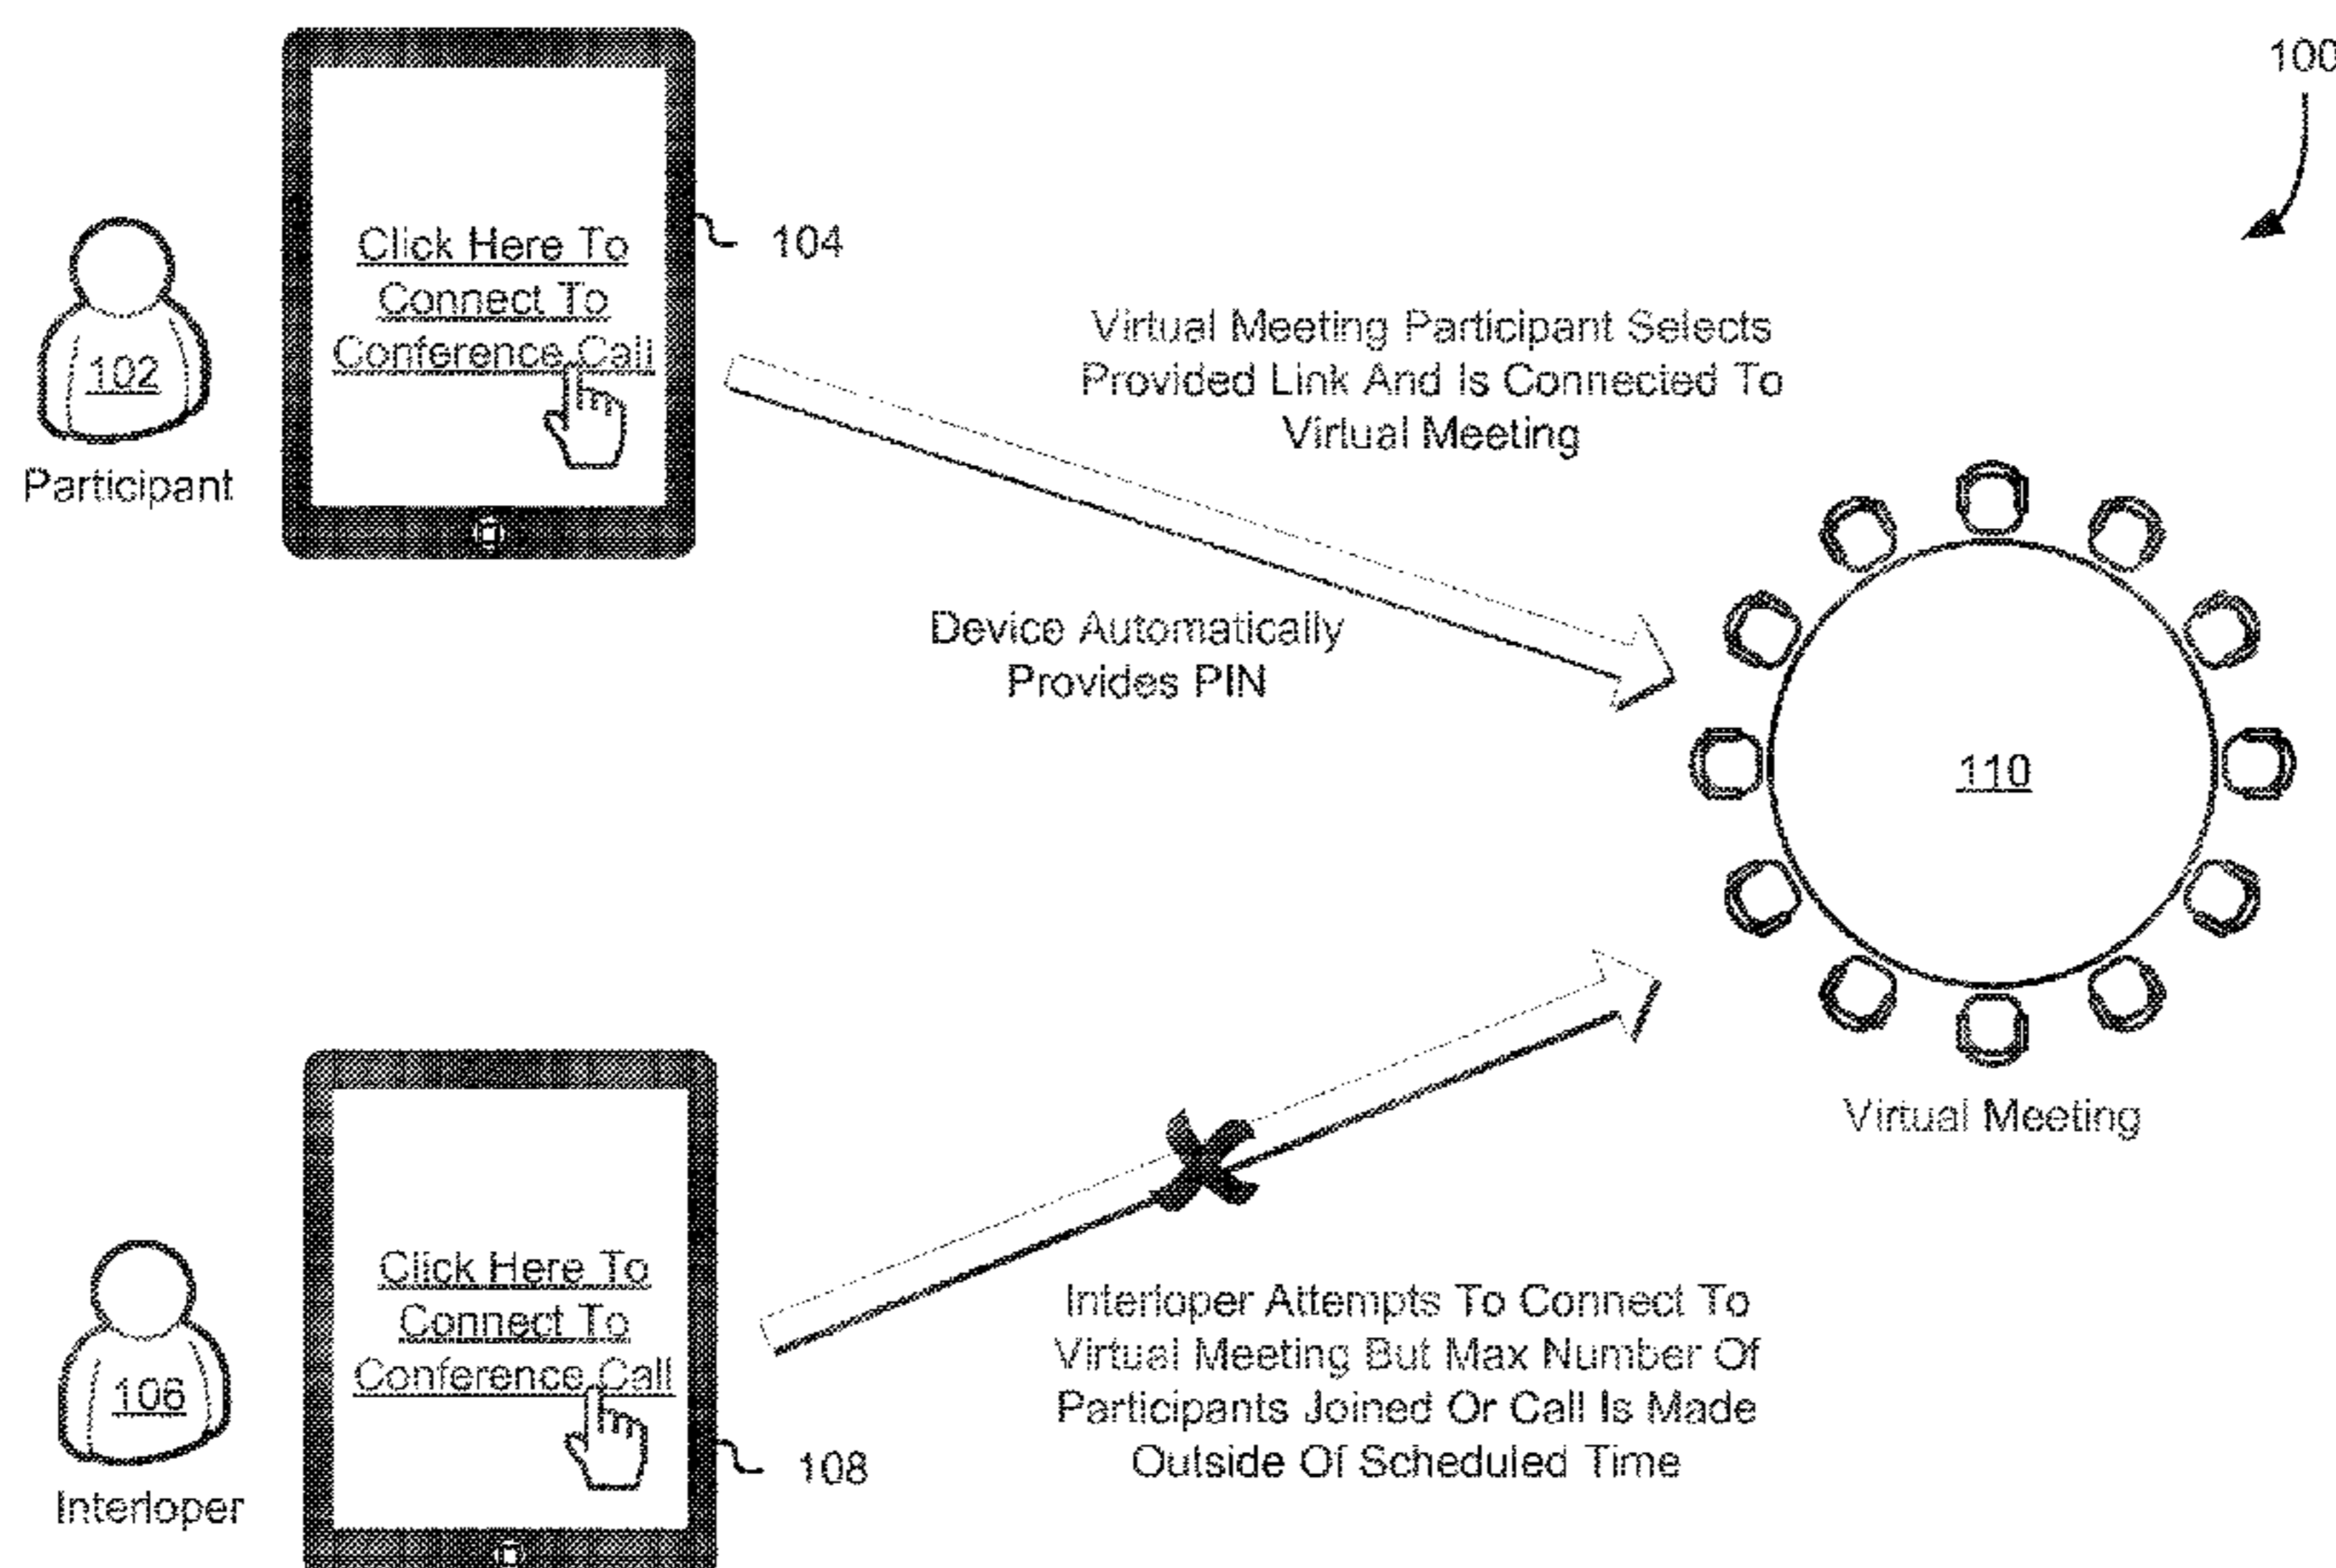 100
Click Here To
Connect To
Conference Call
104
102
Participant
Virtual Meeting Participant Selects
Provided Link And Is Connected To
Virtual Meeting
Device Automatically
Provides PIN
110
Virtual Meeting
Click Here To
Connect To
Conference Call
106
108
Interloper
Interloper Attempts To Connect To
Virtual Meeting But Max Number Of
Participants Joined Or Call Is Made
Outside Of Scheduled Time